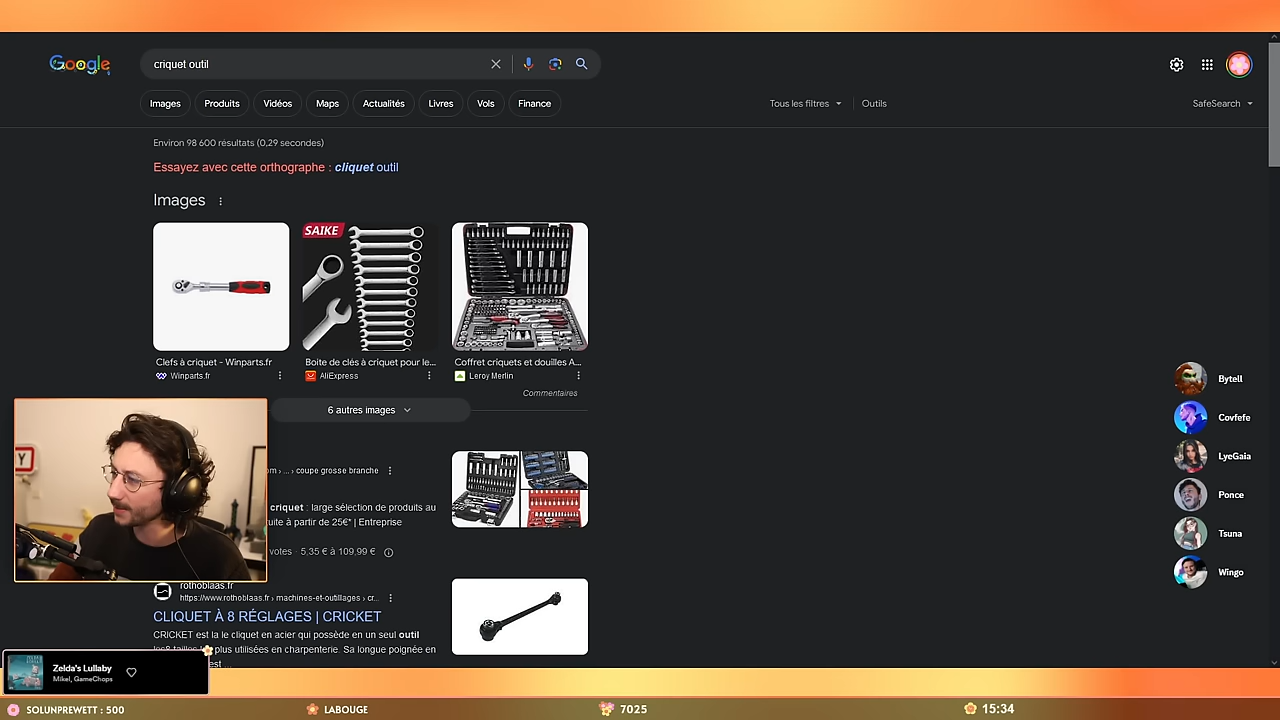 Google
criquet outil
Images
Produits
Vidéos
Maps
Actualités
Livres
Vols
Finance
Tous les filtres
Outils
SafeSearch
Environ 98 600 résultats (0,29 secondes)
Essayez avec cette orthographe : cliquet outil
Images
SAIKE
Clefs à criquet - Winparts.fr
Winparts.fr
Boite de clés à criquet pour le...
AliExpress
Coffret criquets et douilles A...
Leroy Merlin
Commentaires
6 autres images
om › ... › coupe grosse branche
criquet : large sélection de produits au
uite à partir de 25€* | Entreprise
votes · 5,35 € à 109,99 €
rothoblaas.fr
https://www.rothoblaas.fr › machines-et-outillages › cr...
CLIQUET À 8 RÉGLAGES | CRICKET
CRICKET est la le cliquet en acier qui possède en un seul outil
plus utilisées en charpenterie. Sa longue poignée en
est ...
Bytell
Covfefe
LyeGaia
Ponce
Tsuna
Wingo
Y
Zelda's Lullaby
Mikel, GameChops
SOLUNPREWETT : 500
LABOUGE
7025
15:34